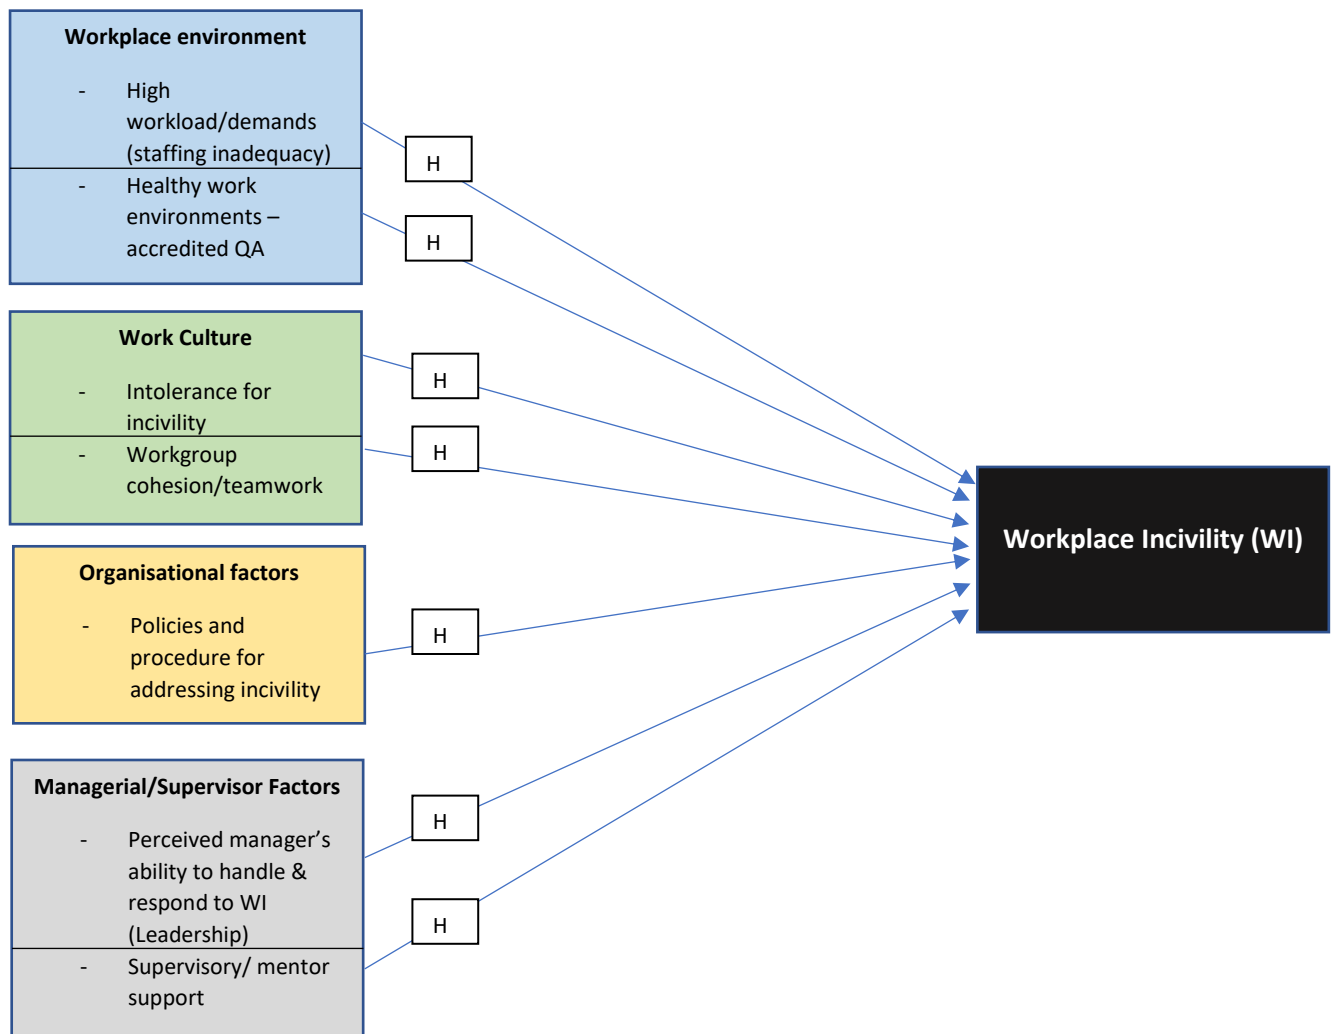 Workplace environment
- High
workload/demands
(staffing inadequacy)
- Healthy work
environments –
accredited QA
H
H
Work Culture
- Intolerance for
incivility
- Workgroup
cohesion/teamwork
H
H
Organisational factors
- Policies and
procedure for
addressing incivility
H
Managerial/Supervisor Factors
- Perceived manager’s
ability to handle &
respond to WI
(Leadership)
- Supervisory/ mentor
support
H
H
Workplace Incivility (WI)